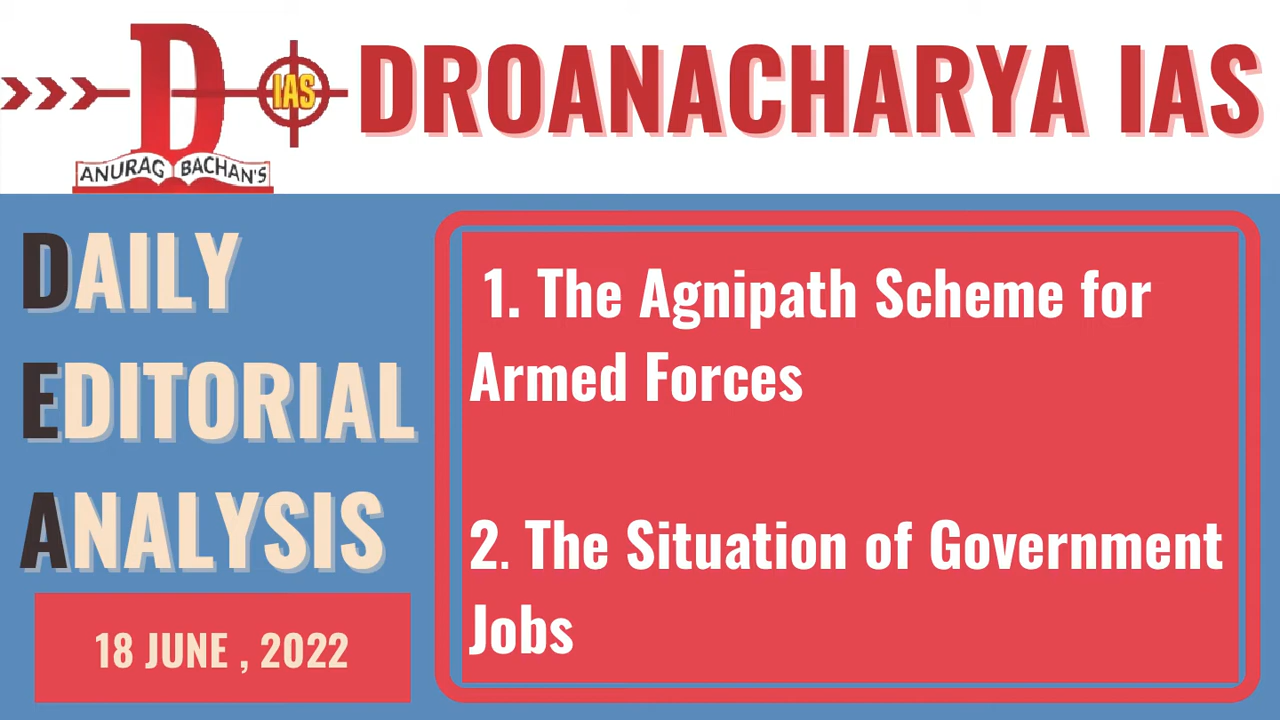 D
IAS
ANURAG BACHAN'S
DROANACHARYA IAS
DAILY
EDITORIAL
ANALYSIS
18 JUNE , 2022
1. The Agnipath Scheme for
Armed Forces
2. The Situation of Government
Jobs